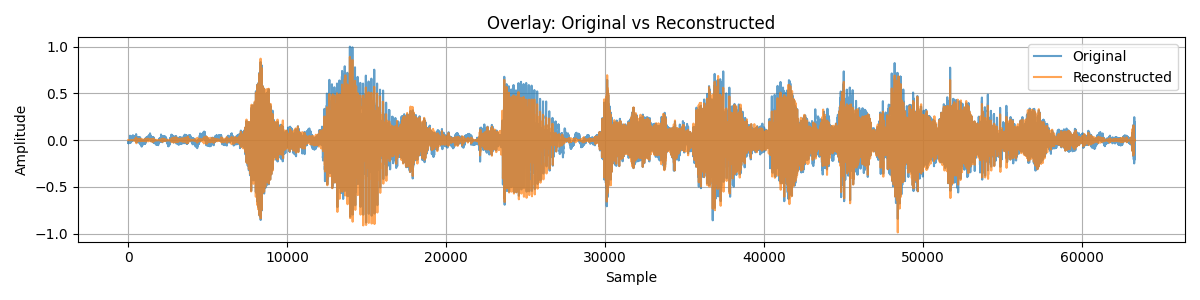 Overlay: Original vs Reconstructed
Original
Reconstructed
Amplitude
1.0
0.5
0.0
−0.5
−1.0
0 10000 20000 30000 40000 50000 60000
Sample